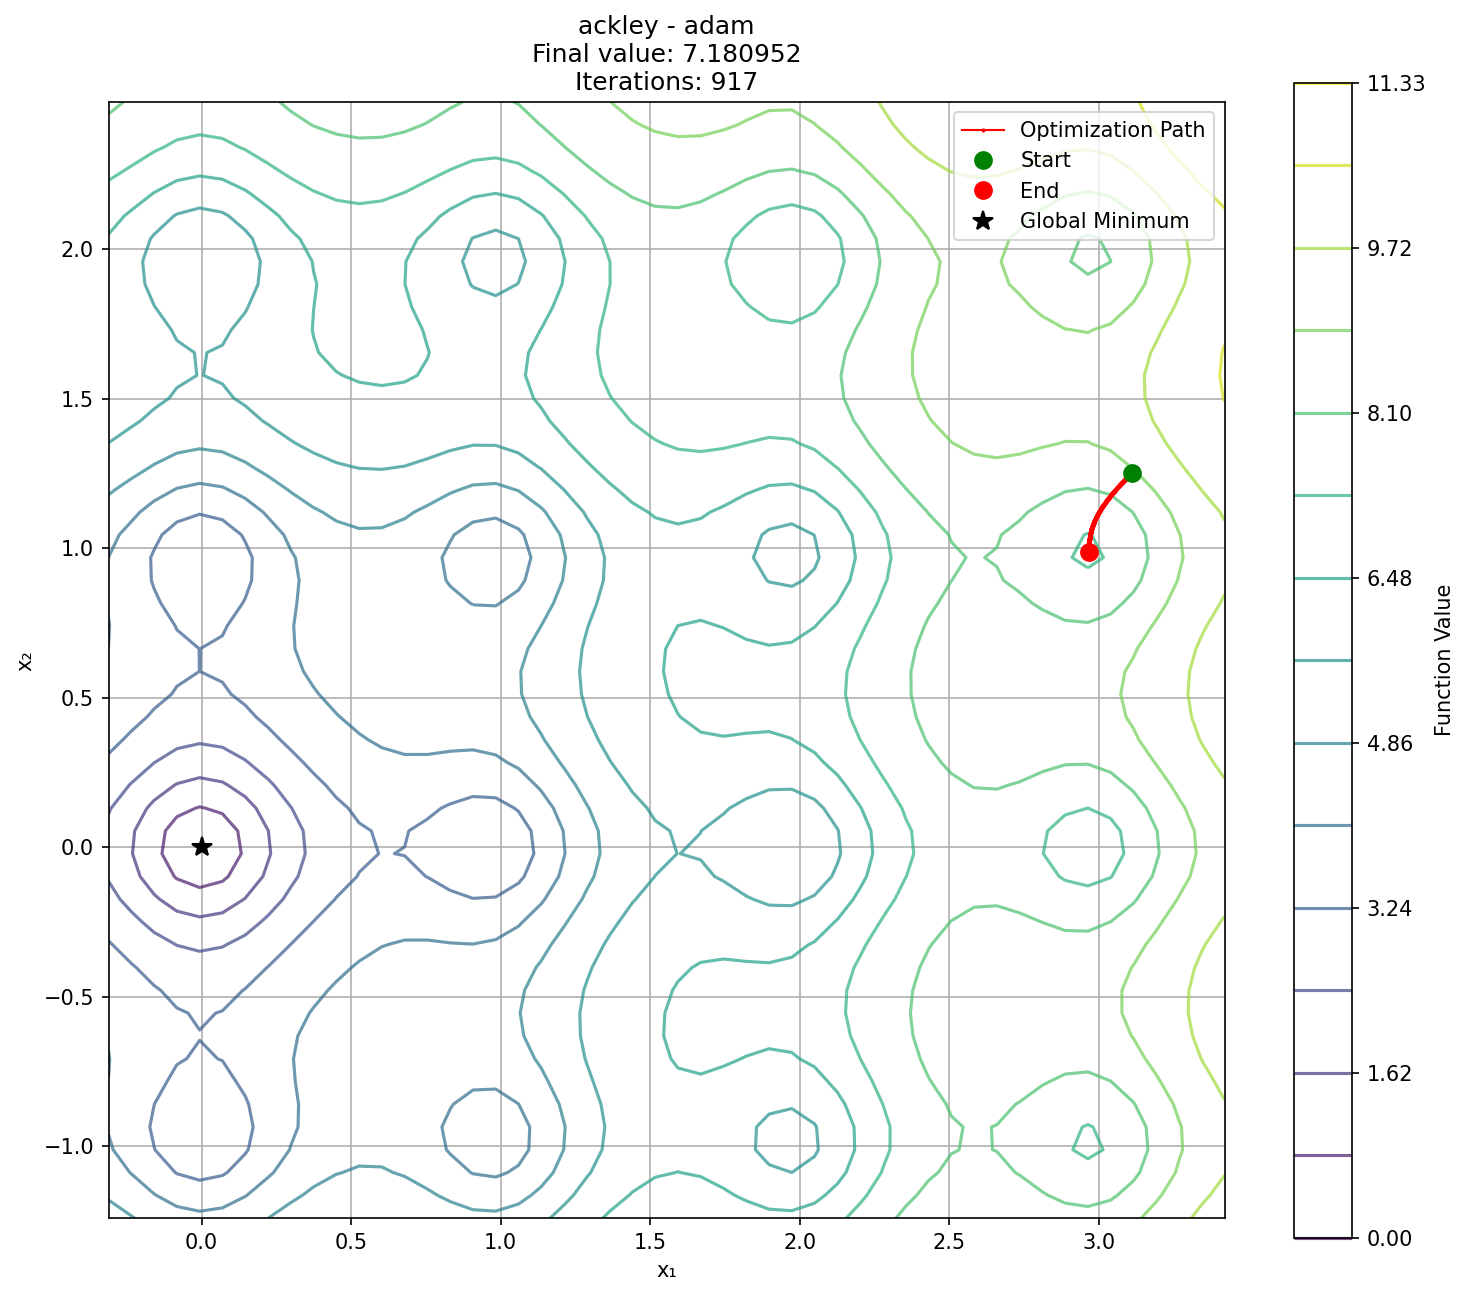 ackley - adam
Final value: 7.180952
Iterations: 917
Optimization Path
Start
End
Global Minimum
2.0
1.5
1.0
0.5
0.0
−0.5
−1.0
x₂
0.0
0.5
1.0
1.5
2.0
2.5
3.0
x₁
11.33
9.72
8.10
6.48
4.86
3.24
1.62
0.00
Function Value